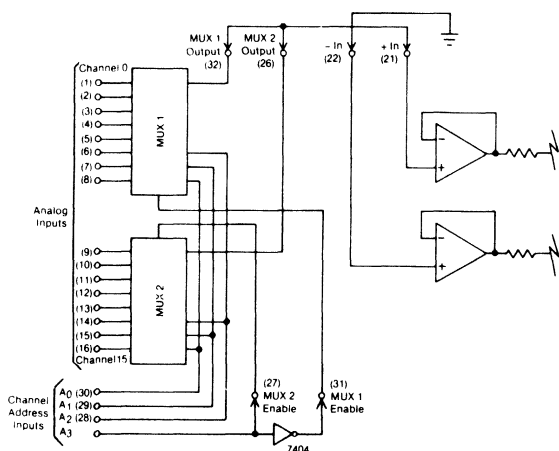 MUX 1
Output
(32)
MUX 2
Output
(26)
– In
(22)
+ In
(21)
Channel 0
(1)
(2)
(3)
(4)
(5)
(6)
(7)
(8)
MUX 1
Analog
Inputs
(9)
(10)
(11)
(12)
(13)
(14)
(15)
(16)
Channel 15
MUX 2
–
+
–
+
Channel
Address
Inputs
A0 (30)
A1 (29)
A2 (28)
A3
(27)
MUX 2
Enable
(31)
MUX 1
Enable
7404